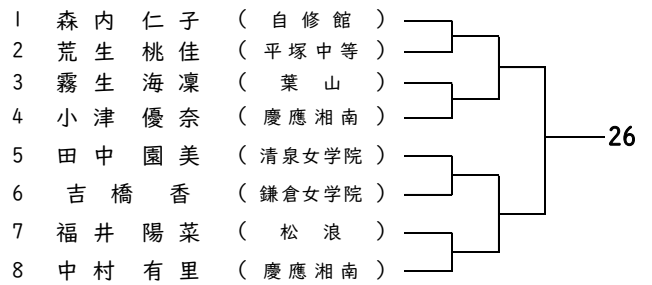 1 森内 仁子 (自修館)
2 荒生 桃佳 (平塚中等)
3 霧生 海凜 (葉山)
4 小津 優奈 (慶應湘南)
5 田中 園美 (清泉女学院)
6 吉橋 香 (鎌倉女学院)
7 福井 陽菜 (松浪)
8 中村 有里 (慶應湘南)
26